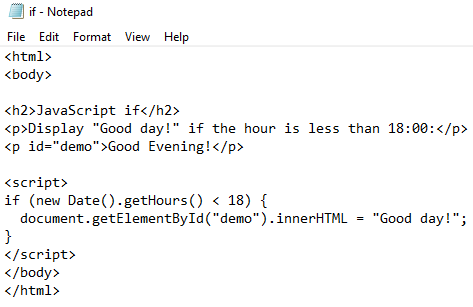 if - Notepad
File Edit Format View Help
<html>
<body>
<h2>JavaScript if</h2>
<p>Display "Good day!" if the hour is less than 18:00:</p>
<p id="demo">Good Evening!</p>
<script>
if (new Date().getHours() < 18) {
  document.getElementById("demo").innerHTML = "Good day!";
}
</script>
</body>
</html>